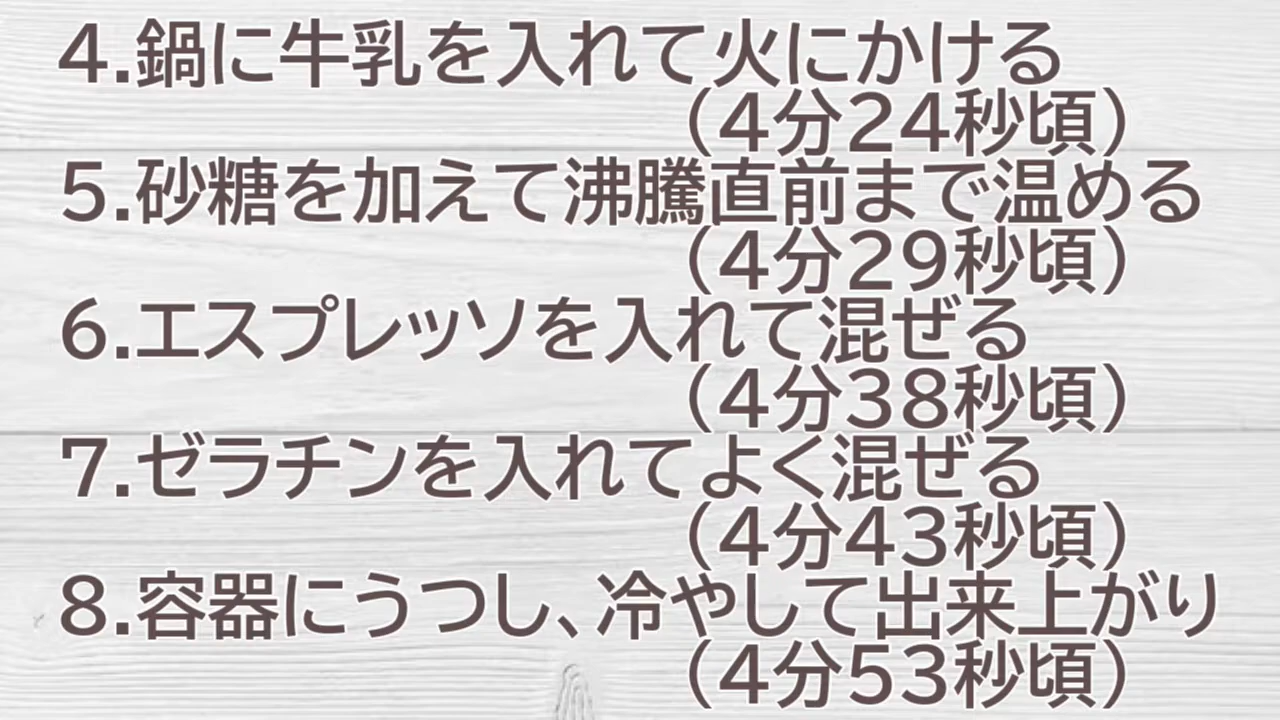 4.鍋に牛乳を入れて火にかける
(4分24秒頃)
5.砂糖を加えて沸騰直前まで温める
(4分29秒頃)
6.エスプレッソを入れて混ぜる
(4分38秒頃)
7.ゼラチンを入れてよく混ぜる
(4分43秒頃)
8.容器にうつし､冷やして出来上がり
(4分53秒頃)